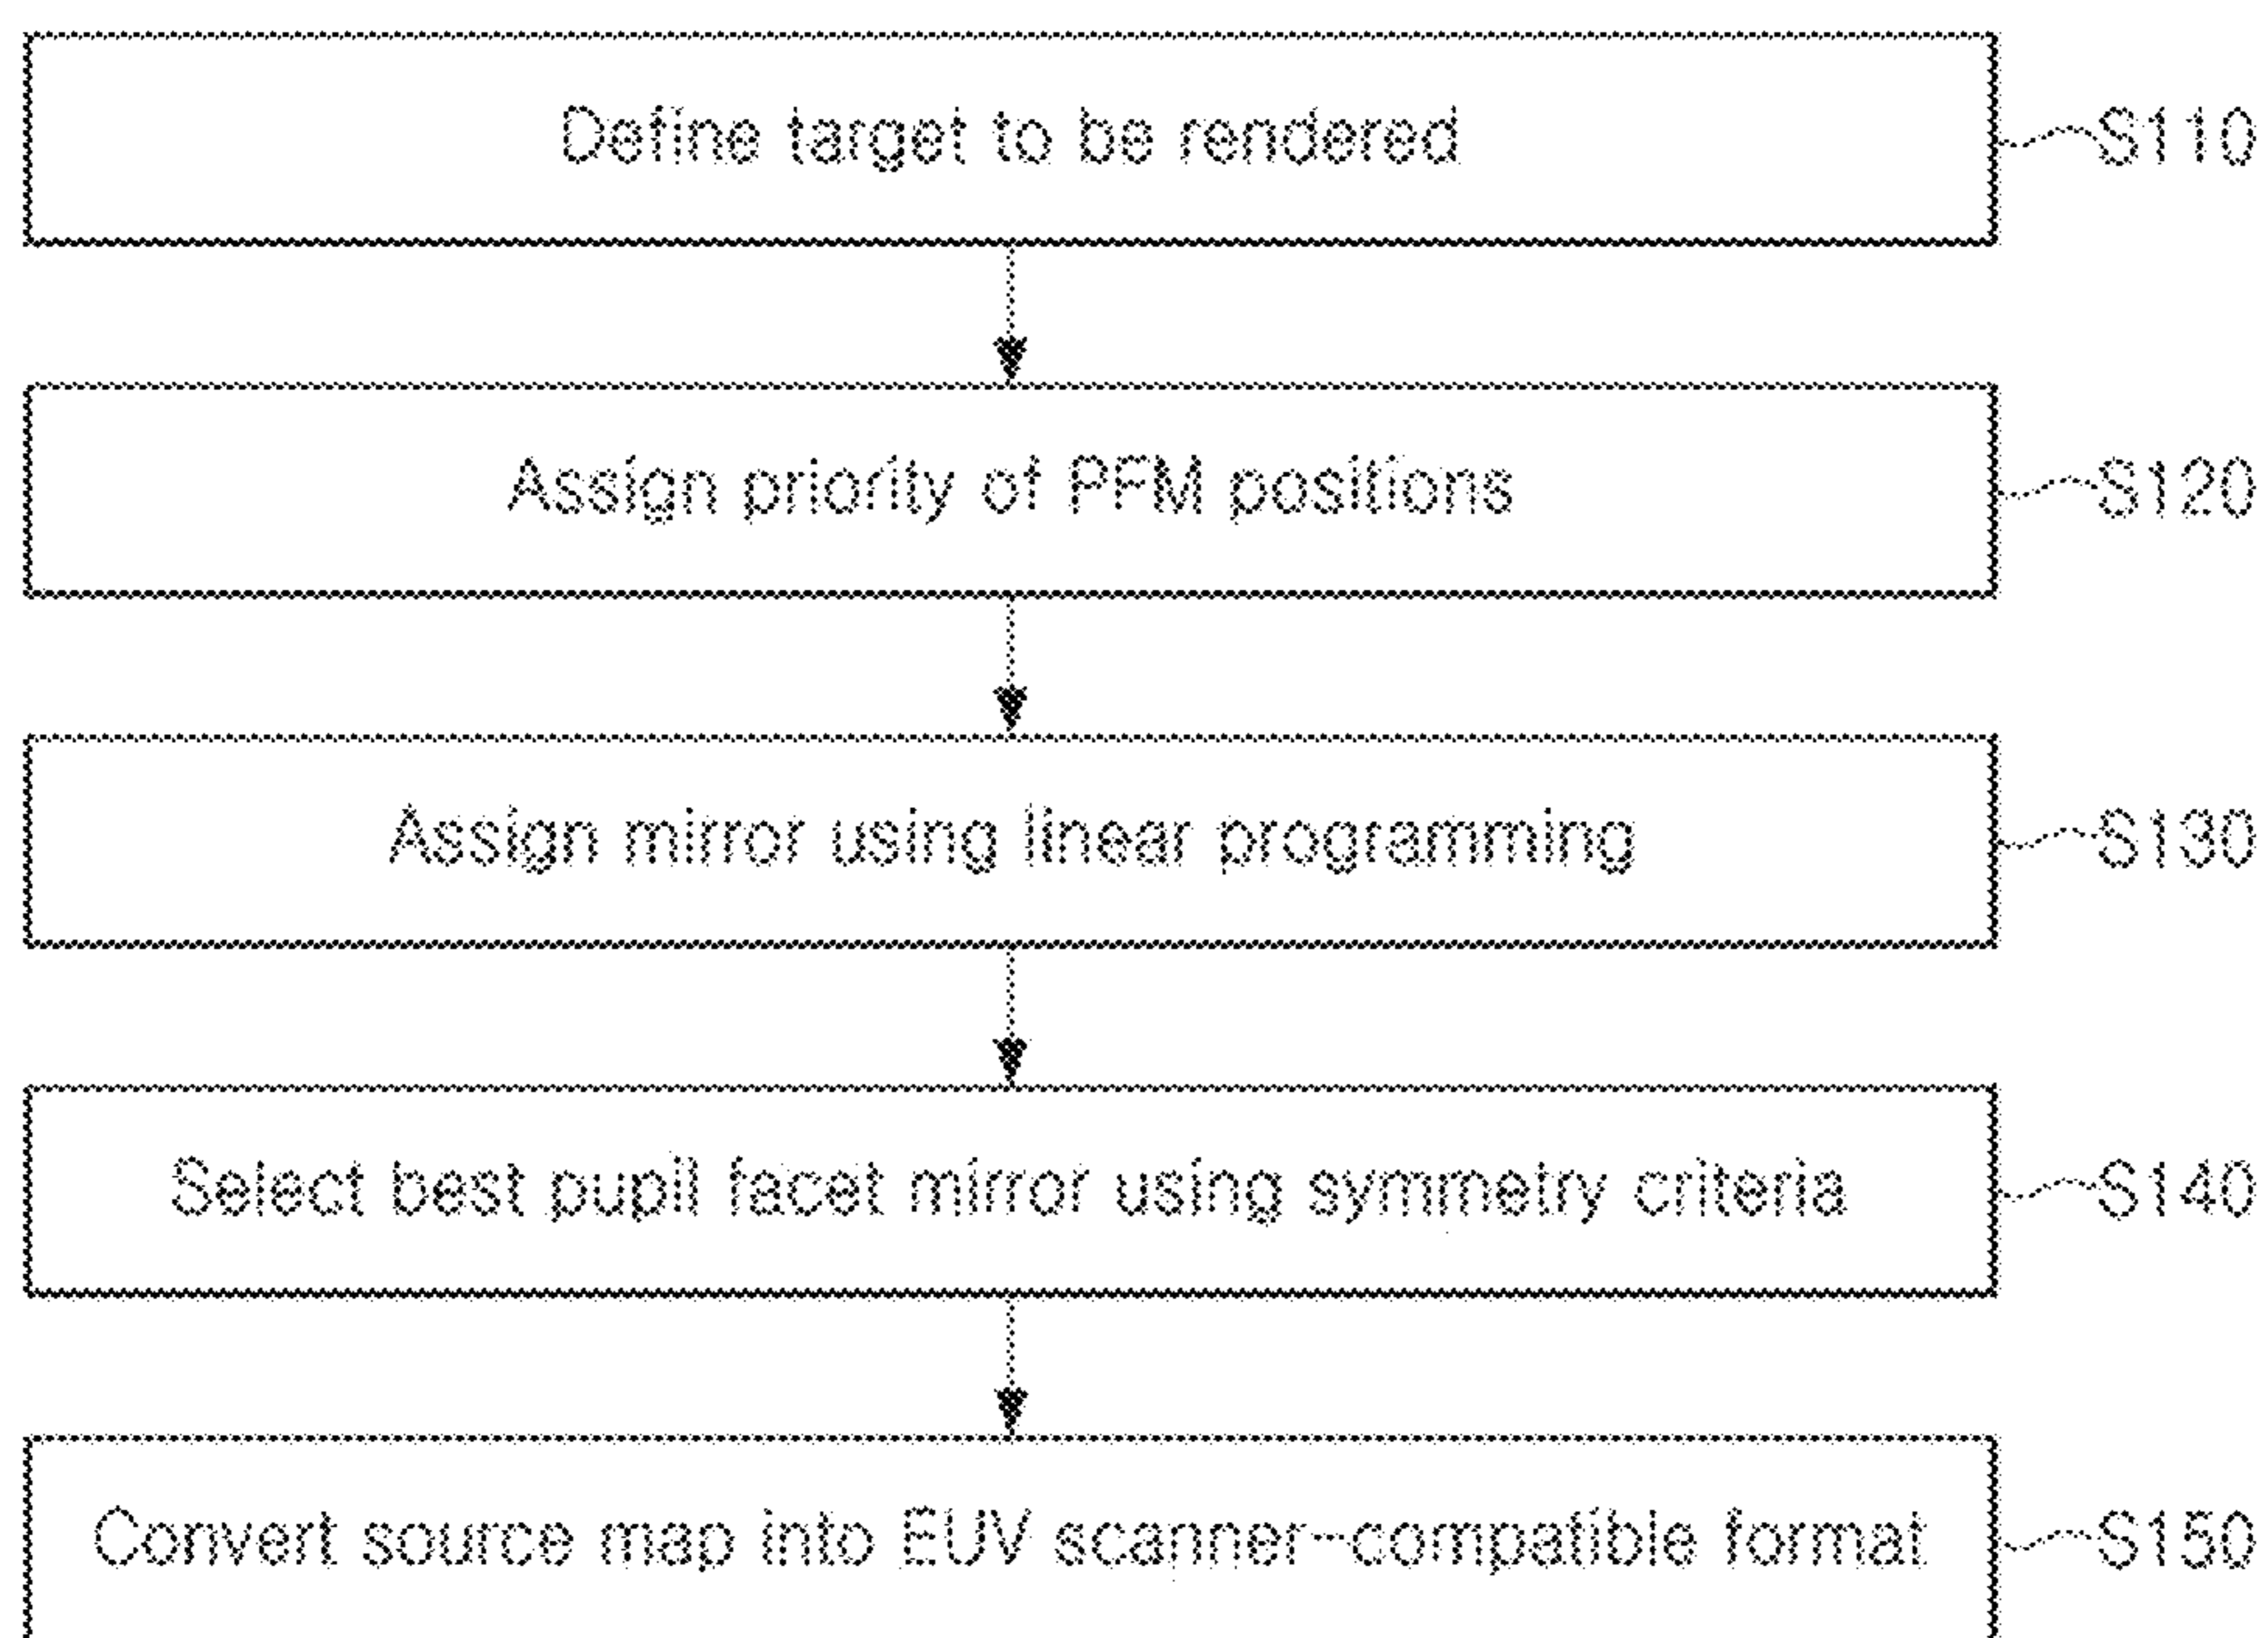 Define target to be rendered
S110
Assign priority of PFM positions
S120
Assign mirror using linear programming
S130
Select best pupil facet mirror using symmetry criteria
S140
Convert source map into EUV scanner-compatible format
S150